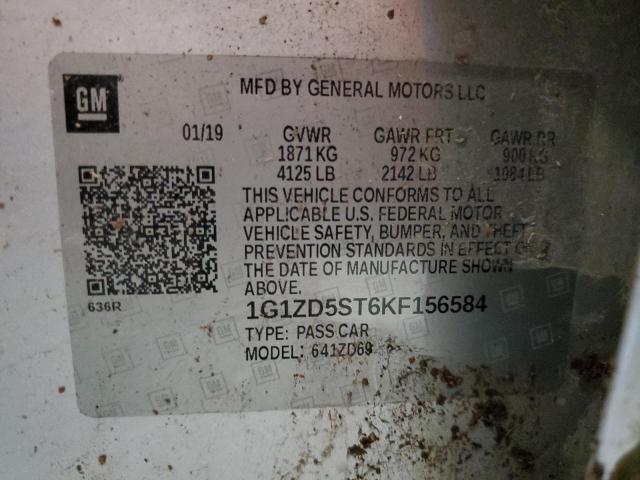 GM
MFD BY GENERAL MOTORS LLC
01/19 GVWR GAWR FRT GAWR RR
1871 KG 972 KG 900 KG
4125 LB 2142 LB 1984 LB
THIS VEHICLE CONFORMS TO ALL
APPLICABLE U.S. FEDERAL MOTOR
VEHICLE SAFETY, BUMPER, AND THEFT
PREVENTION STANDARDS IN EFFECT ON
THE DATE OF MANUFACTURE SHOWN
ABOVE.
636R
1G1ZD5ST6KF156584
TYPE: PASS CAR
MODEL: 641ZD69